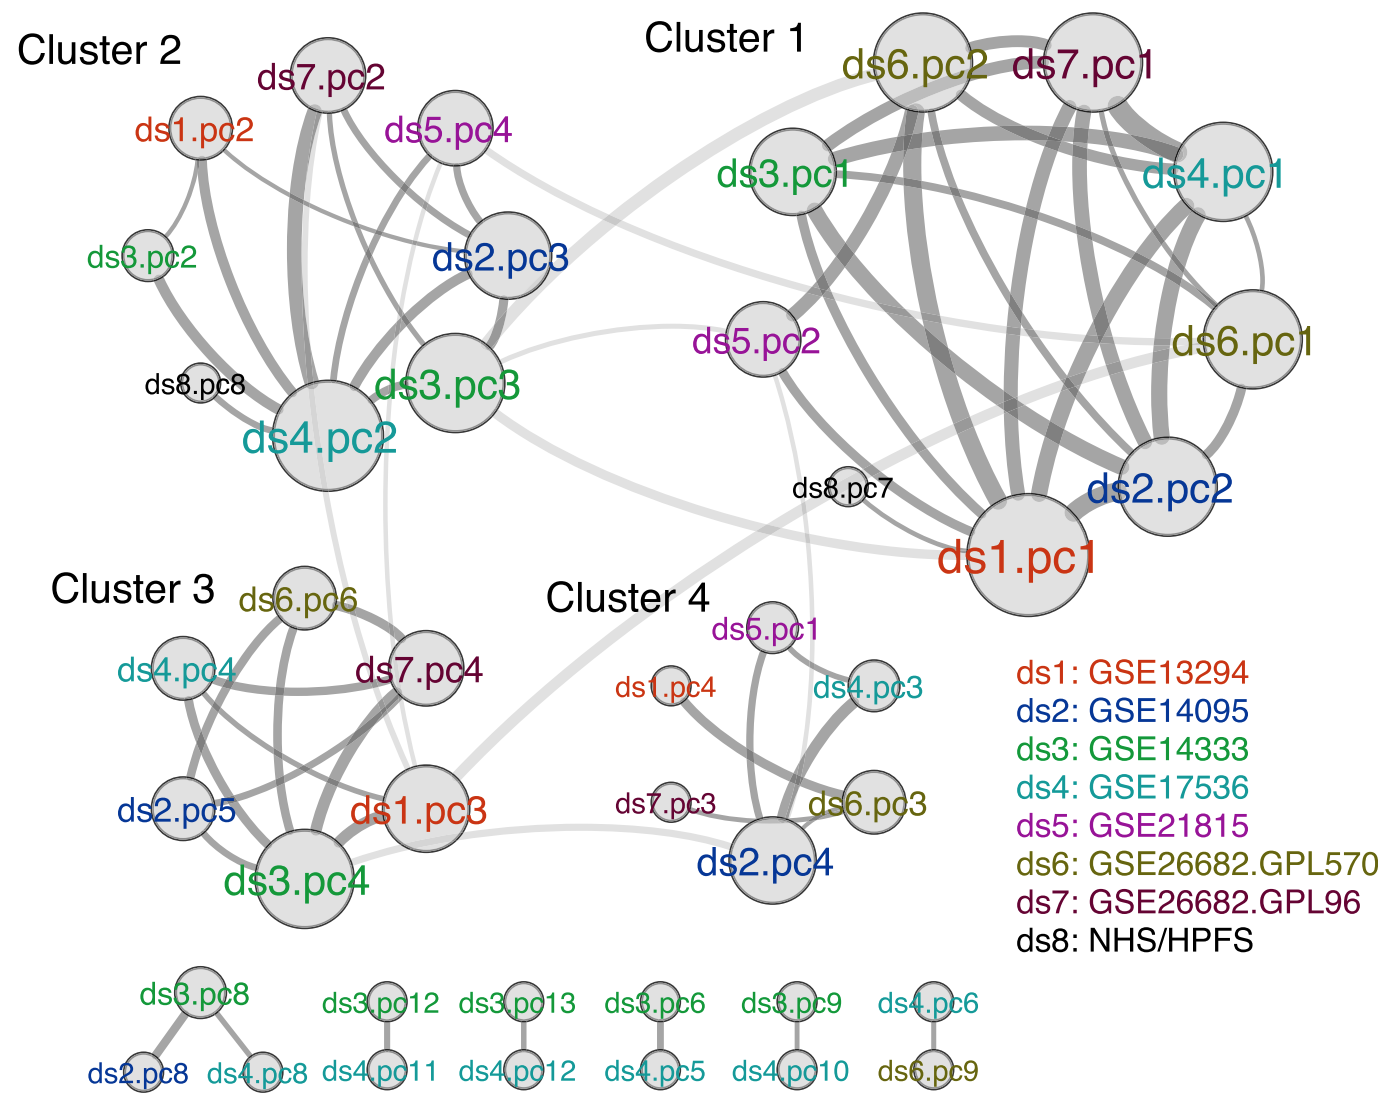 Cluster 2
ds7.pc2
ds1.pc2
ds5.pc4
ds3.pc2
ds2.pc3
ds8.pc8
ds3.pc3
ds4.pc2
Cluster 1
ds6.pc2
ds7.pc1
ds3.pc1
ds4.pc1
ds5.pc2
ds6.pc1
ds8.pc7
ds2.pc2
ds1.pc1
Cluster 3
ds6.pc6
ds4.pc4
ds7.pc4
ds2.pc5
ds1.pc3
ds3.pc4
Cluster 4
ds5.pc1
ds1.pc4
ds4.pc3
ds7.pc3
ds6.pc3
ds2.pc4
ds1: GSE13294
ds2: GSE14095
ds3: GSE14333
ds4: GSE17536
ds5: GSE21815
ds6: GSE26682.GPL570
ds7: GSE26682.GPL96
ds8: NHS/HPFS
ds3.pc8
ds2.pc8
ds4.pc8
ds3.pc12
ds4.pc11
ds3.pc13
ds4.pc12
ds3.pc6
ds4.pc5
ds3.pc9
ds4.pc10
ds4.pc6
ds6.pc9